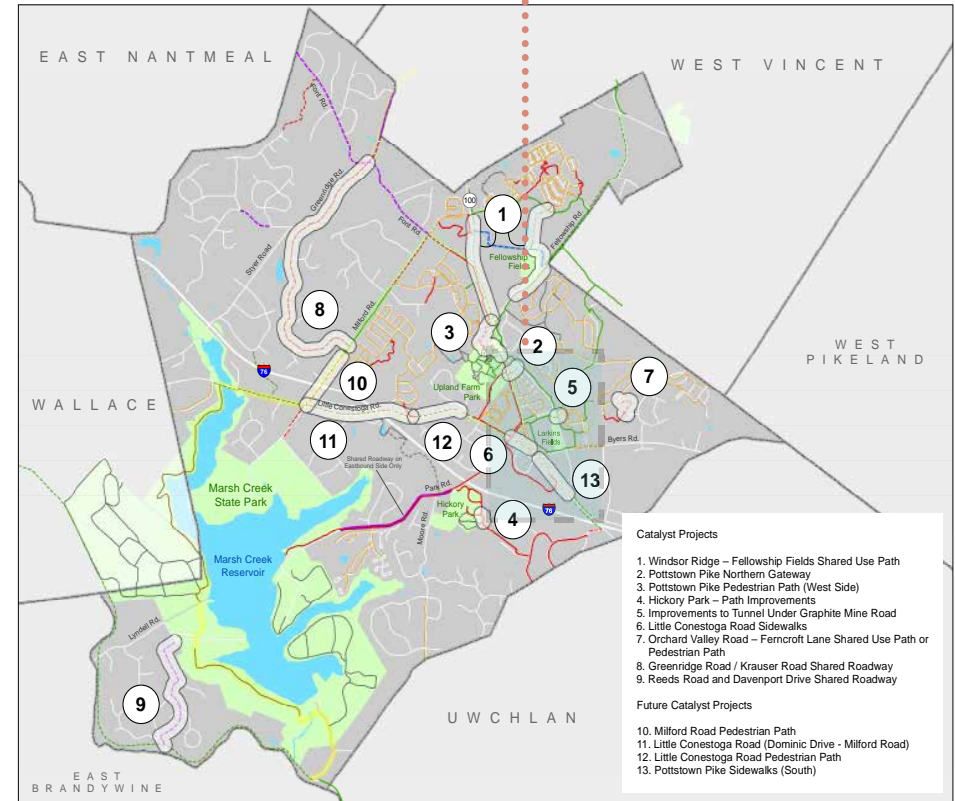 EAST NANTMEAL
WEST VINCENT
Font Rd.
Greenridge Rd.
100
1
Font Rd.
Fellowship Rd.
Styer Road
Fellowship
Fields
8
Milford Rd.
3
2
WEST
PIKELAND
76
10
Upland Farm
Park
5
7
WALLACE
Little Conestoga Rd.
11
12
Larkins
Fields
Byers Rd.
6
Shared Roadway on
Eastbound Side Only
13
Park Rd.
Marsh Creek
State Park
Hickory
Park
76
4
Moore Rd.
Marsh Creek
Reservoir
Lyndell Rd.
9
UWCHLAN
EAST
BRANDYWINE
Catalyst Projects
1. Windsor Ridge – Fellowship Fields Shared Use Path
2. Pottstown Pike Northern Gateway
3. Pottstown Pike Pedestrian Path (West Side)
4. Hickory Park – Path Improvements
5. Improvements to Tunnel Under Graphite Mine Road
6. Little Conestoga Road Sidewalks
7. Orchard Valley Road – Ferncroft Lane Shared Use Path or
Pedestrian Path
8. Greenridge Road / Krauser Road Shared Roadway
9. Reeds Road and Davenport Drive Shared Roadway
Future Catalyst Projects
10. Milford Road Pedestrian Path
11. Little Conestoga Road (Dominic Drive - Milford Road)
12. Little Conestoga Road Pedestrian Path
13. Pottstown Pike Sidewalks (South)